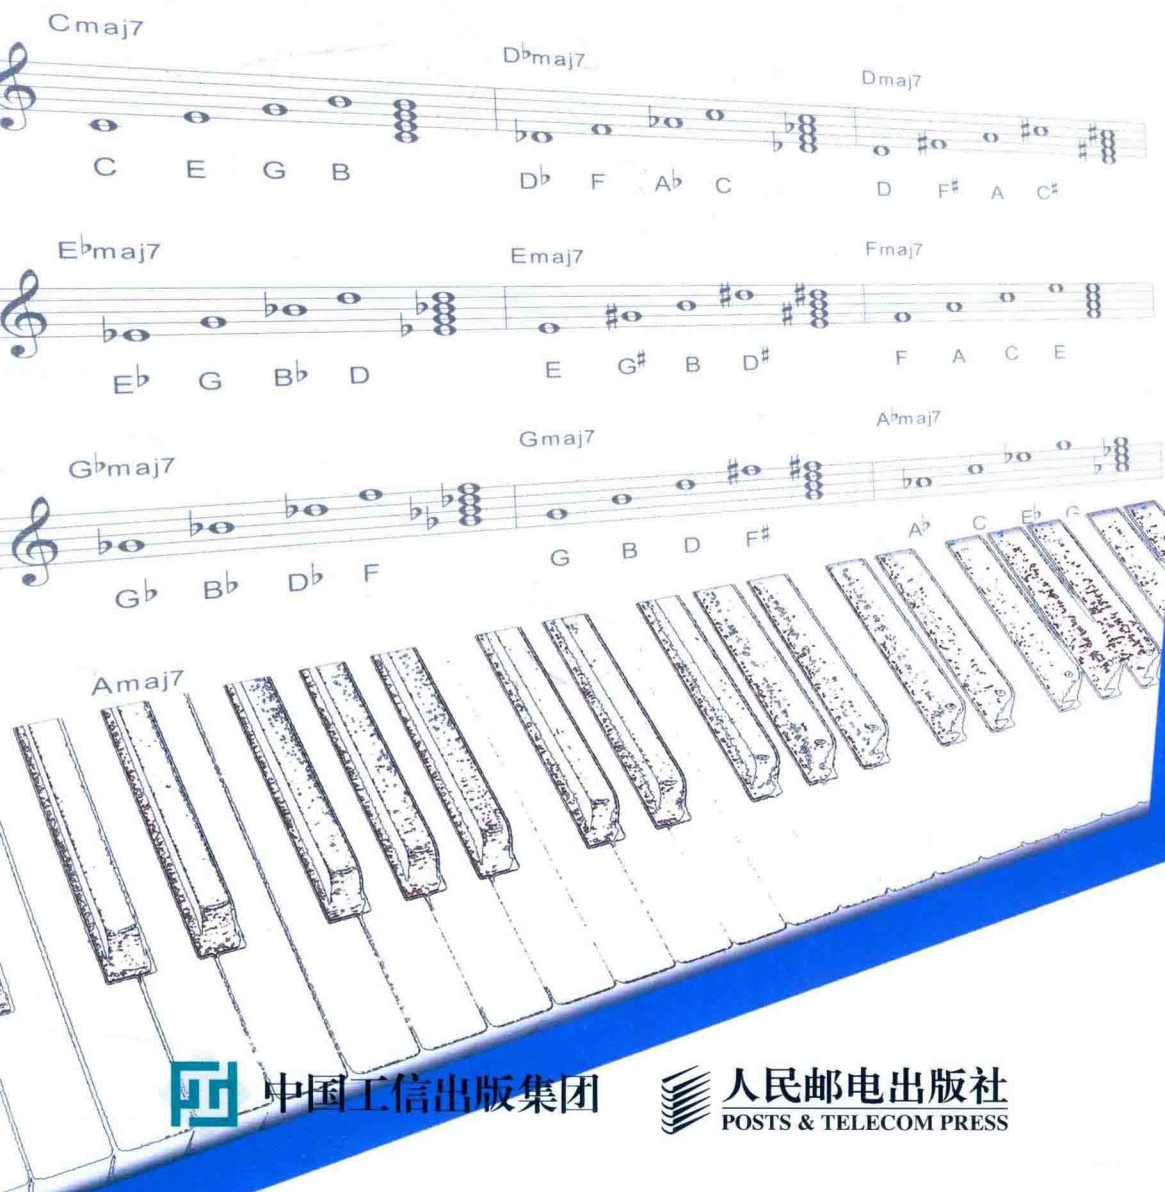 Cmaj7 D♭maj7 Dmaj7
C E G B D♭ F A♭ C D F♯ A C♯
E♭maj7 Emaj7 Fmaj7
E♭ G B♭ D E G♯ B D♯ F A C E
G♭maj7 Gmaj7 A♭maj7
G♭ B♭ D♭ F G B D F♯ A♭ C E♭
Amaj7
中国工信出版集团 人民邮电出版社
POSTS & TELECOM PRESS